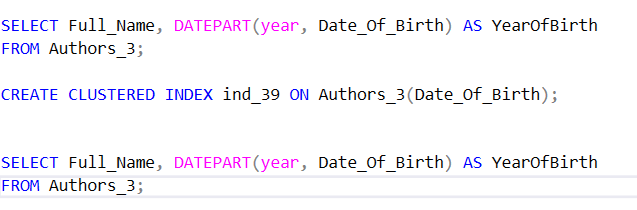 SELECT Full_Name, DATEPART(year, Date_Of_Birth) AS YearOfBirth
FROM Authors_3;
CREATE CLUSTERED INDEX ind_39 ON Authors_3(Date_Of_Birth);
SELECT Full_Name, DATEPART(year, Date_Of_Birth) AS YearOfBirth
FROM Authors_3;